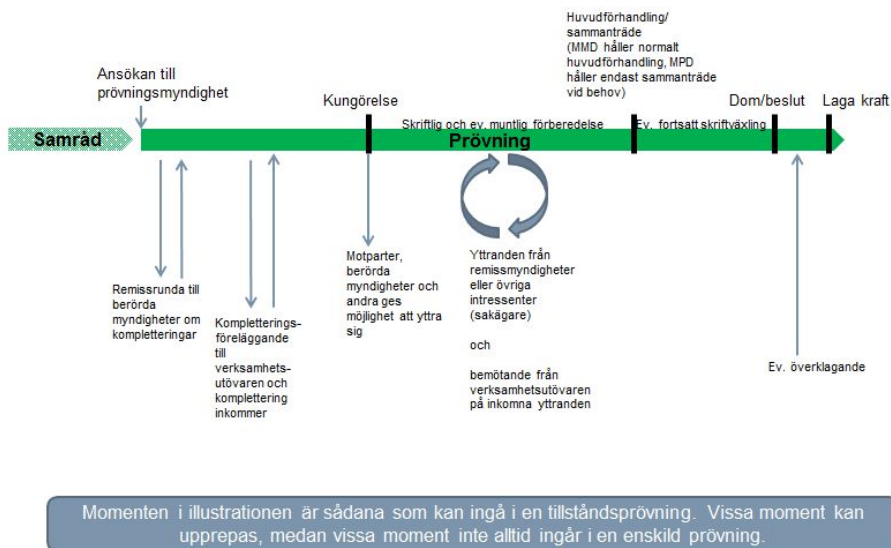 Huvudförhandling/
sammanträde
(MMD håller normalt
huvudförhandling, MPD
håller endast sammanträde
vid behov)
Ansökan till
prövningsmyndighet
Kungörelse
Dom/beslut
Laga kraft
Skriftlig och ev. muntlig förberedelse
Ev. fortsatt skriftväxling
Samråd
Prövning
Remissrunda till
berörda
myndigheter om
kompletteringar
Kompletterings-
föreläggande
till
verksamhets-
utövaren och
komplettering
inkommer
Motparter,
berörda
myndigheter och
andra ges
möjlighet att yttra
sig
Yttranden från
remissmyndigheter
eller övriga
intressenter
(sakägare)
och
bemötande från
verksamhetsutövaren
på inkomna yttranden
Ev. överklagande
Momenten i illustrationen är sådana som kan ingå i en tillståndsprövning. Vissa moment kan
upprepas, medan vissa moment inte alltid ingår i en enskild prövning.